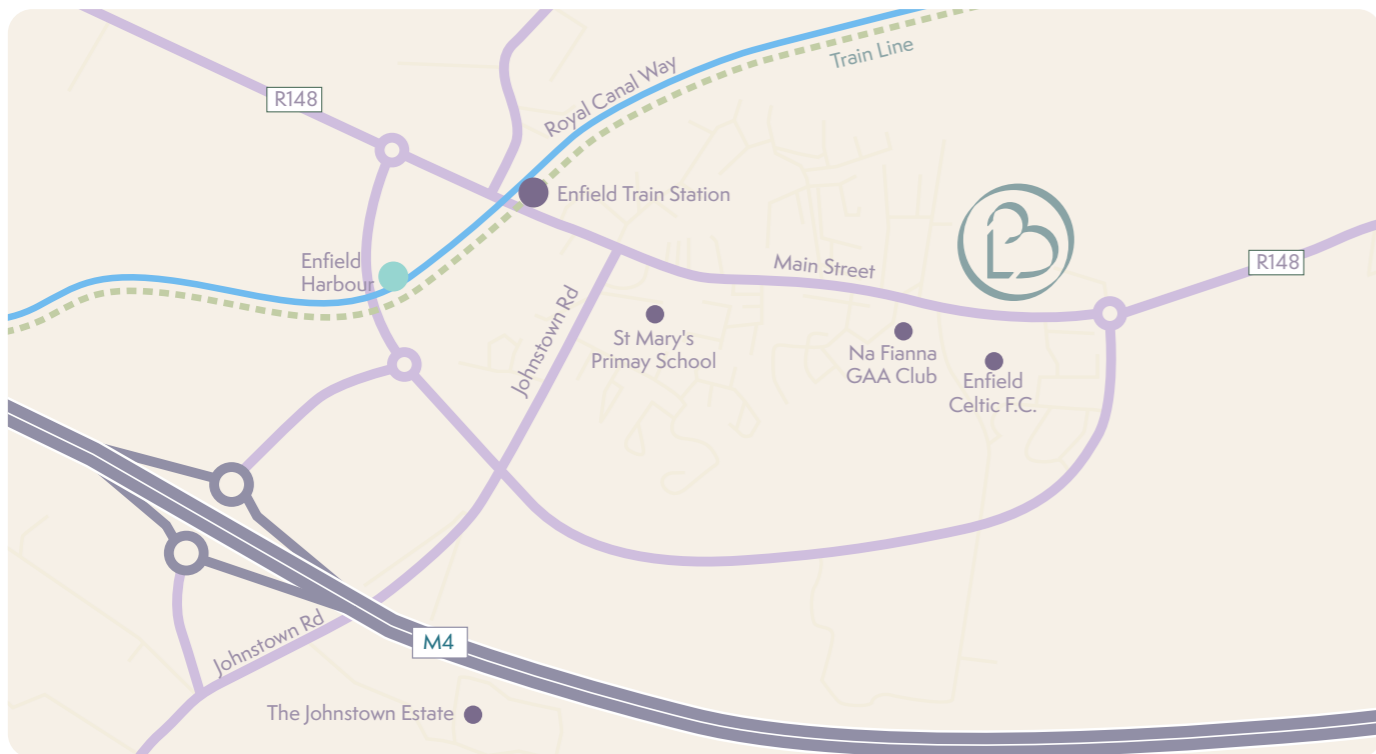 Train Line
Royal Canal Way
R148
Enfield Train Station
Enfield
Harbour
Main Street
R148
Johnstown Rd
St Mary's
Primay School
Na Fianna
GAA Club
Enfield
Celtic F.C.
Johnstown Rd
M4
The Johnstown Estate